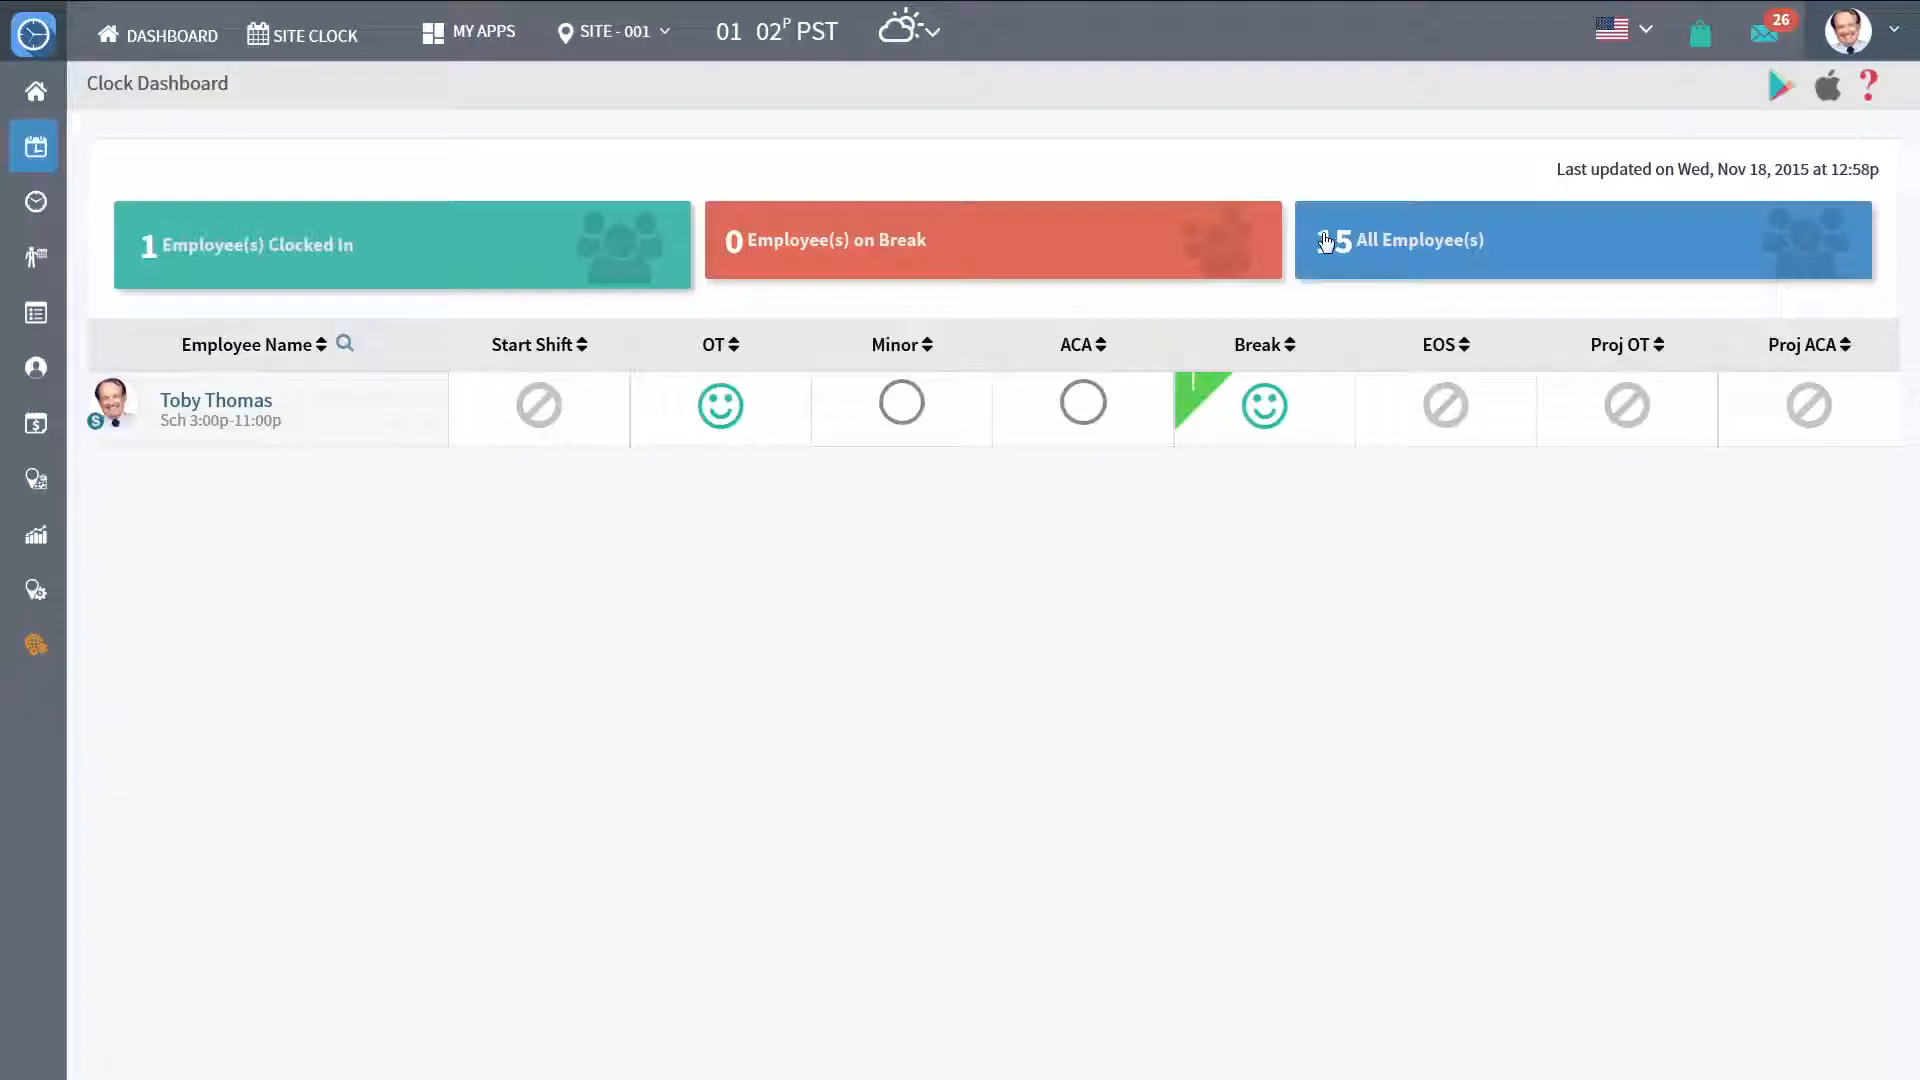 DASHBOARD SITE CLOCK MY APPS SITE - 001 01 02P PST 26
Clock Dashboard ?
Last updated on Wed, Nov 18, 2015 at 12:58p
1 Employee(s) Clocked In
0 Employee(s) on Break
15 All Employee(s)
Employee Name Start Shift OT Minor ACA Break EOS Proj OT Proj ACA
Toby Thomas
Sch 3:00p-11:00p